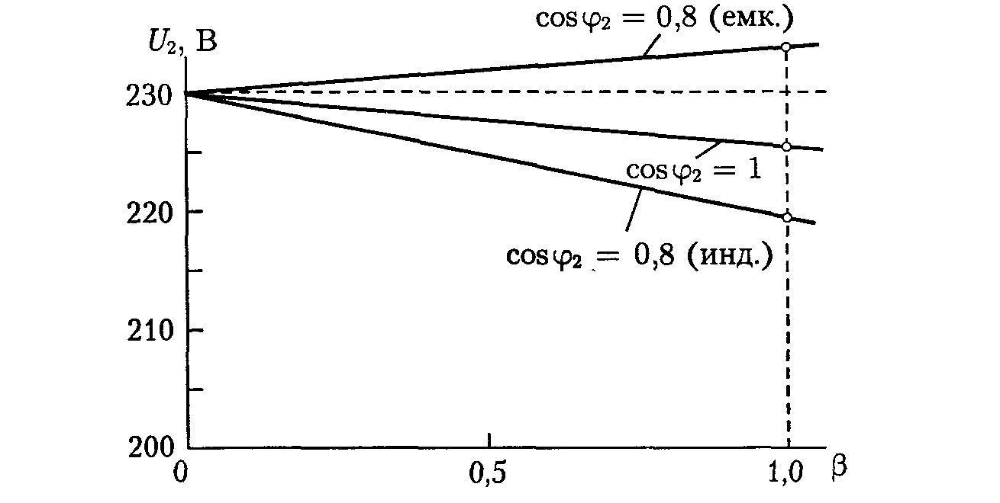 cos φ₂ = 0,8 (емк.)
U₂, В
230
cos φ₂ = 1
220
cos φ₂ = 0,8 (инд.)
210
200
0 0,5 1,0 β